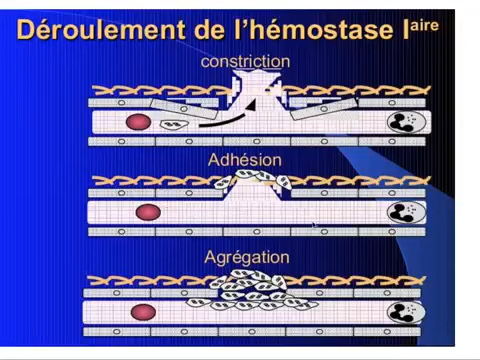 Déroulement de l’hémostase Iaire
constriction
Adhésion
Agrégation